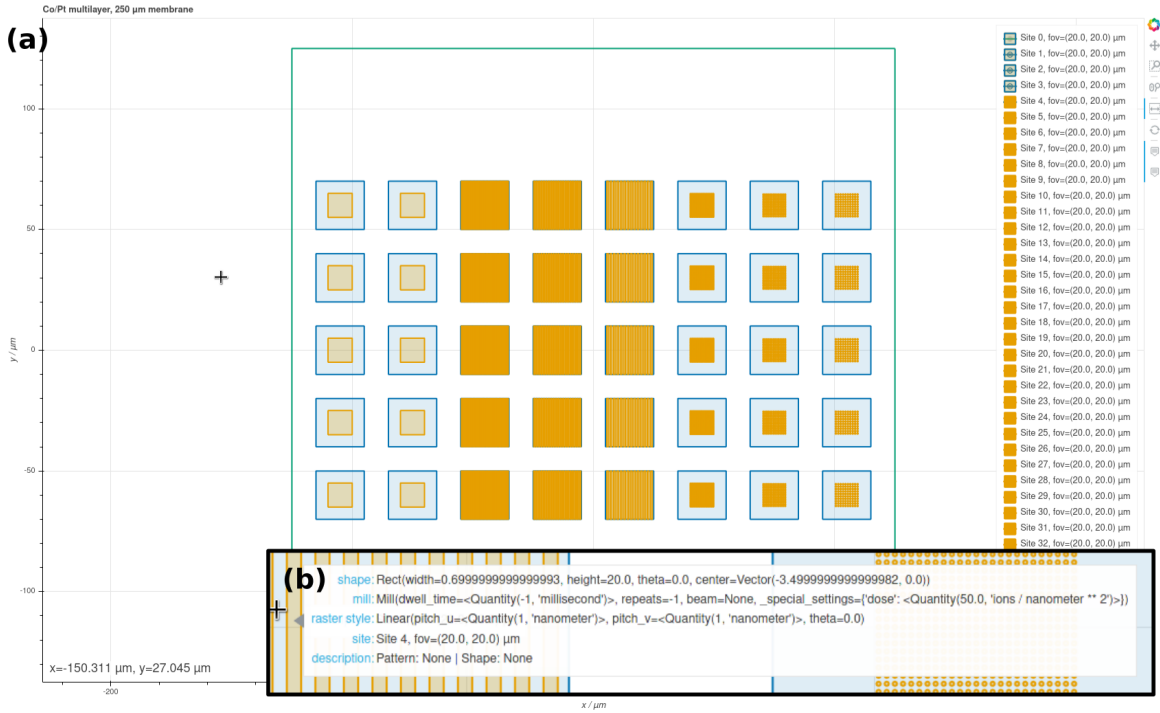 Co/Pt multilayer, 250 μm membrane
(a)
100
50
0
-50
-100
y / μm
-200
x / μm
x=-150.311 μm, y=27.045 μm
Site 0, fov=(20.0, 20.0) μm
Site 1, fov=(20.0, 20.0) μm
Site 2, fov=(20.0, 20.0) μm
Site 3, fov=(20.0, 20.0) μm
Site 4, fov=(20.0, 20.0) μm
Site 5, fov=(20.0, 20.0) μm
Site 6, fov=(20.0, 20.0) μm
Site 7, fov=(20.0, 20.0) μm
Site 8, fov=(20.0, 20.0) μm
Site 9, fov=(20.0, 20.0) μm
Site 10, fov=(20.0, 20.0) μm
Site 11, fov=(20.0, 20.0) μm
Site 12, fov=(20.0, 20.0) μm
Site 13, fov=(20.0, 20.0) μm
Site 14, fov=(20.0, 20.0) μm
Site 15, fov=(20.0, 20.0) μm
Site 16, fov=(20.0, 20.0) μm
Site 17, fov=(20.0, 20.0) μm
Site 18, fov=(20.0, 20.0) μm
Site 19, fov=(20.0, 20.0) μm
Site 20, fov=(20.0, 20.0) μm
Site 21, fov=(20.0, 20.0) μm
Site 22, fov=(20.0, 20.0) μm
Site 23, fov=(20.0, 20.0) μm
Site 24, fov=(20.0, 20.0) μm
Site 25, fov=(20.0, 20.0) μm
Site 26, fov=(20.0, 20.0) μm
Site 27, fov=(20.0, 20.0) μm
Site 28, fov=(20.0, 20.0) μm
Site 29, fov=(20.0, 20.0) μm
Site 30, fov=(20.0, 20.0) μm
Site 31, fov=(20.0, 20.0) μm
Site 32, fov=(20.0, 20.0) μm
(b)
shape: Rect(width=0.6999999999999993, height=20.0, theta=0.0, center=Vector(-3.4999999999999982, 0.0))
mill: Mill(dwell_time=<Quantity(-1, 'millisecond')>, repeats=-1, beam=None, _special_settings={'dose': <Quantity(50.0, 'ions / nanometer ** 2')>})
raster style: Linear(pitch_u=<Quantity(1, 'nanometer')>, pitch_v=<Quantity(1, 'nanometer')>, theta=0.0)
site: Site 4, fov=(20.0, 20.0) μm
description: Pattern: None | Shape: None